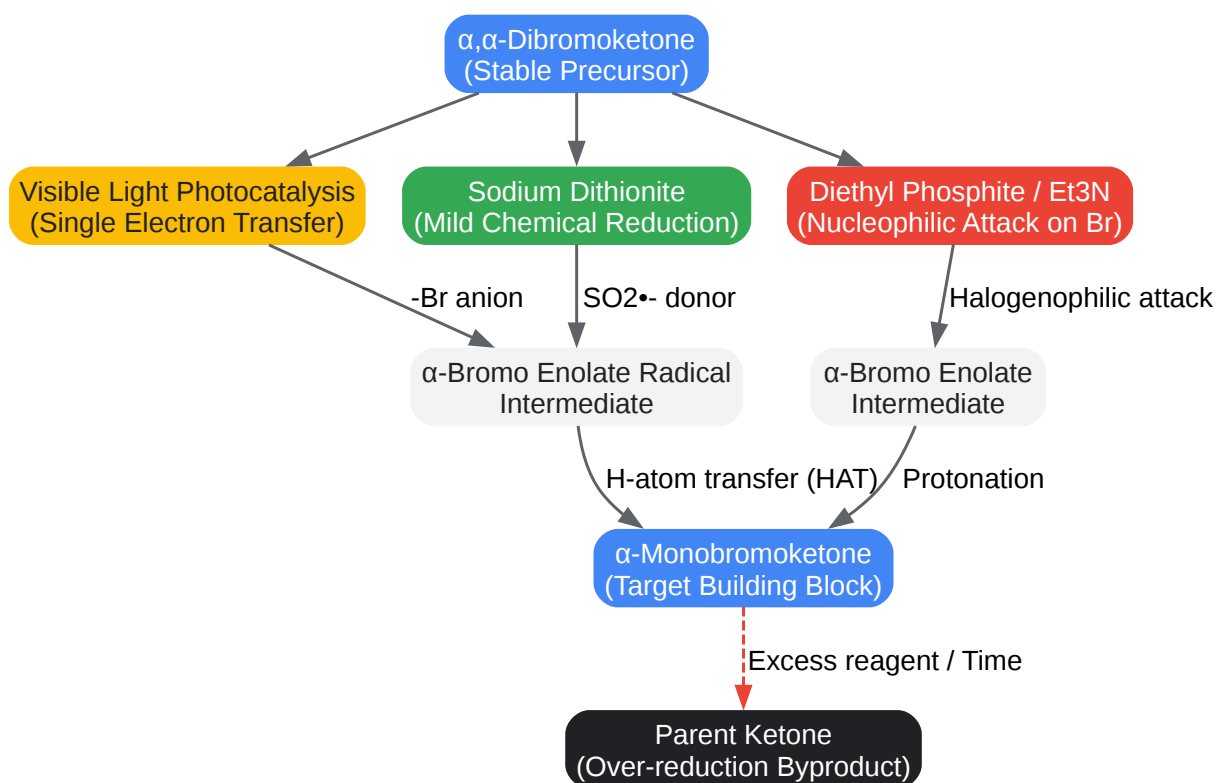 α,α-Dibromoketone
(Stable Precursor)
Visible Light Photocatalysis
(Single Electron Transfer)
Sodium Dithionite
(Mild Chemical Reduction)
Diethyl Phosphite / Et3N
(Nucleophilic Attack on Br)
-Br anion
SO2•- donor
Halogenophilic attack
α-Bromo Enolate Radical
Intermediate
α-Bromo Enolate
Intermediate
H-atom transfer (HAT)
Protonation
α-Monobromoketone
(Target Building Block)
Excess reagent / Time
Parent Ketone
(Over-reduction Byproduct)